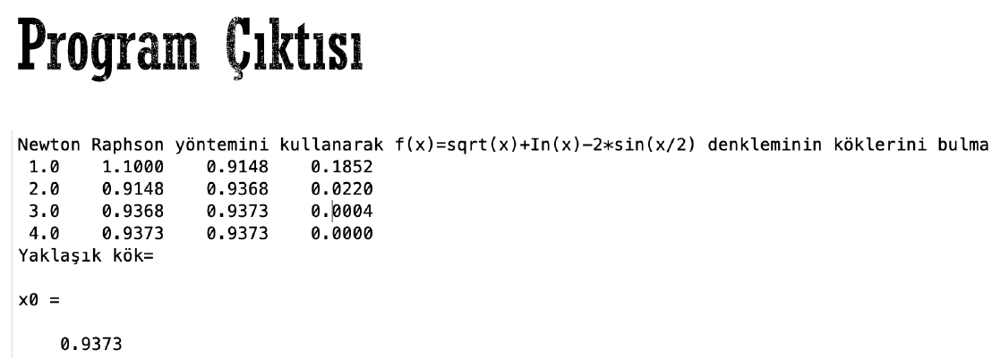 Program Çıktısı
Newton Raphson yöntemini kullanarak f(x)=sqrt(x)+In(x)-2*sin(x/2) denkleminin köklerini bulma
1.0 1.1000 0.9148 0.1852
2.0 0.9148 0.9368 0.0220
3.0 0.9368 0.9373 0.0004
4.0 0.9373 0.9373 0.0000
Yaklaşık kök=
x0 =
0.9373